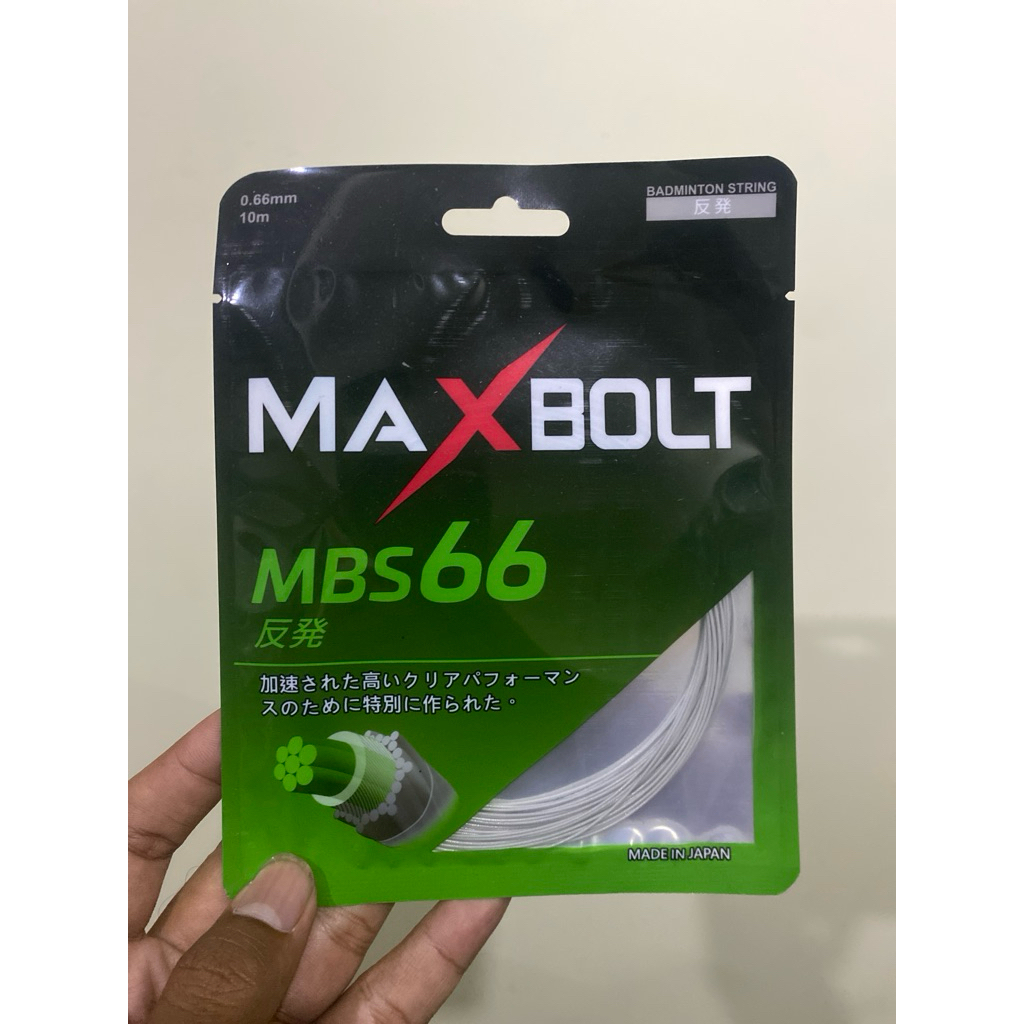 0.66mm
10m
BADMINTON STRING
反発
MAXBOLT
MBS66
反発
加速された高いクリアパフォーマン
スのために特別に作られた。
MADE IN JAPAN